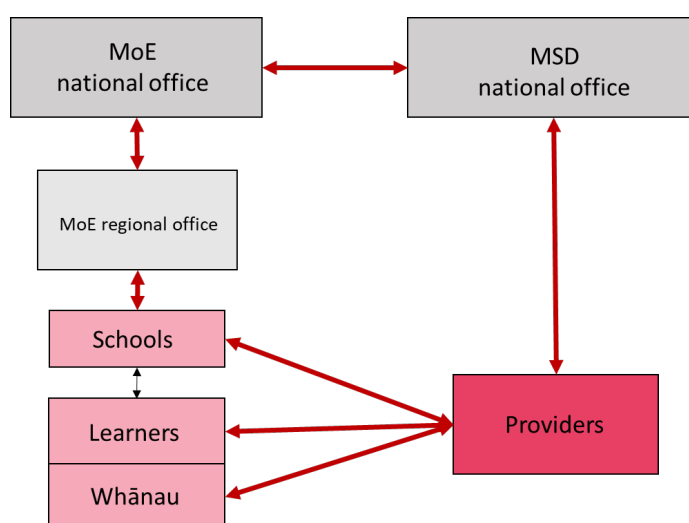 MoE
national office
MSD
national office
MoE regional office
Schools
Learners
Whānau
Providers